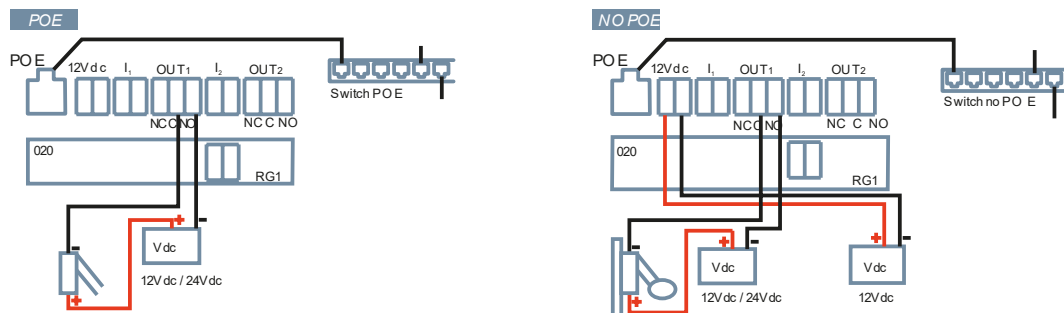 POE
POE 12Vdc I1 OUT1 I2 OUT2
Switch POE
NC C NO NC C NO
020
RG1
+ -
Vdc
-
12Vdc / 24Vdc
+
NO POE
POE 12Vdc I1 OUT1 I2 OUT2
Switch no POE
NC C NO NC C NO
020
RG1
+ - + -
Vdc Vdc
-
12Vdc / 24Vdc 12Vdc
+